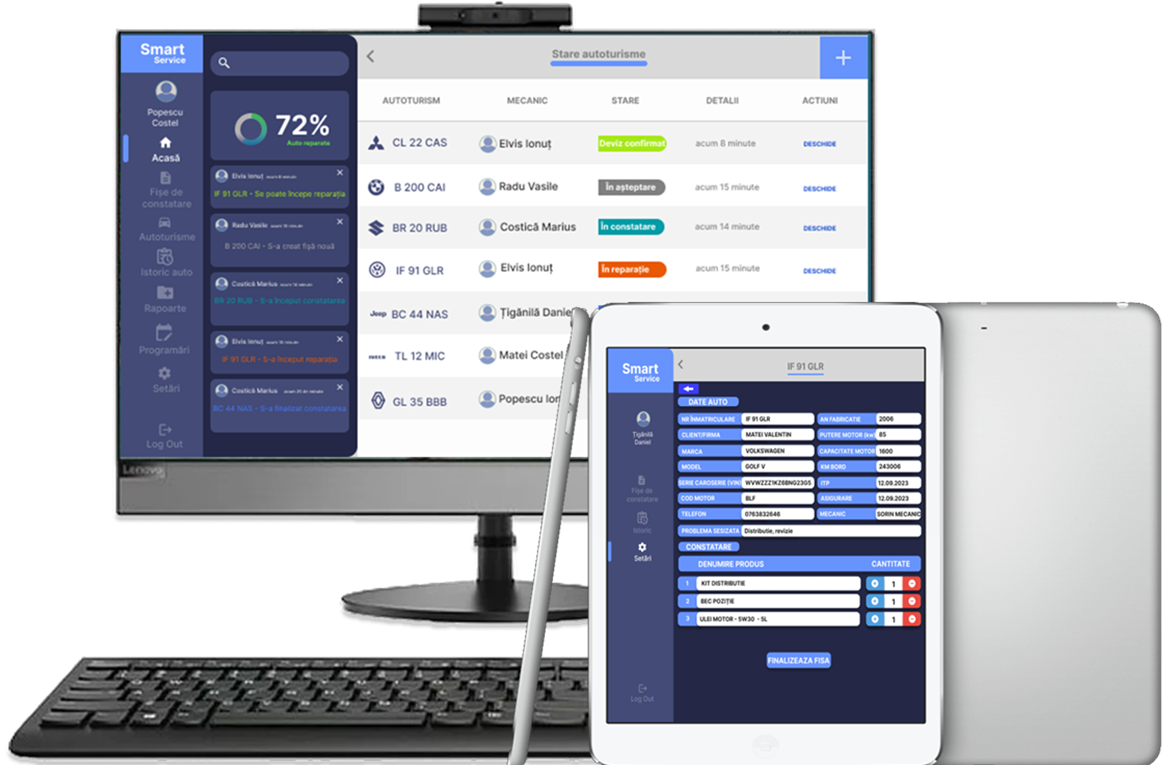 Smart
Service
Popescu
Costel
Acasă
Fișe de
constatare
Autoturisme
Istoric auto
Rapoarte
Programări
Setări
Log Out
72%
Auto reparate
Elvis Ionuț acum 8 minute
IF 91 GLR - Se poate începe reparația
Radu Vasile acum 15 minute
B 200 CAI - S-a creat fișă nouă
Costică Marius acum 14 minute
BR 20 RUB - S-a început constatarea
Elvis Ionuț acum 15 minute
IF 91 GLR - S-a început reparația
Costică Marius acum 20 de minute
BC 44 NAS - S-a finalizat constatarea
Stare autoturisme
AUTOTURISM MECANIC STARE DETALII ACTIUNI
CL 22 CAS Elvis Ionuț Deviz confirmat acum 8 minute DESCHIDE
B 200 CAI Radu Vasile În așteptare acum 15 minute DESCHIDE
BR 20 RUB Costică Marius În constatare acum 14 minute DESCHIDE
IF 91 GLR Elvis Ionuț În reparație acum 15 minute DESCHIDE
Jeep BC 44 NAS Țigănilă Danie
IVECO TL 12 MIC Matei Costel
GL 35 BBB Popescu Ion
Lenovo
Smart
Service
Țigănilă
Daniel
Fișe de
constatare
Istoric
Setări
Log Out
IF 91 GLR
DATE AUTO
NR ÎNMATRICULARE IF 91 GLR AN FABRICATIE 2006
CLIENT/FIRMA MATEI VALENTIN PUTERE MOTOR (kw) 85
MARCA VOLKSWAGEN CAPACITATE MOTOR 1600
MODEL GOLF V KM BORD 243006
SERIE CAROSERIE (VIN) WVWZZZ1KZ6BNG23G5 ITP 12.09.2023
COD MOTOR BLF ASIGURARE 12.09.2023
TELEFON 0763832646 MECANIC SORIN MECANIC
PROBLEMA SESIZATA Distributie, revizie
CONSTATARE
DENUMIRE PRODUS CANTITATE
1 KIT DISTRIBUTIE 1
2 BEC POZIȚIE 1
3 ULEI MOTOR - 5W30 - 5L 1
FINALIZEAZA FISA